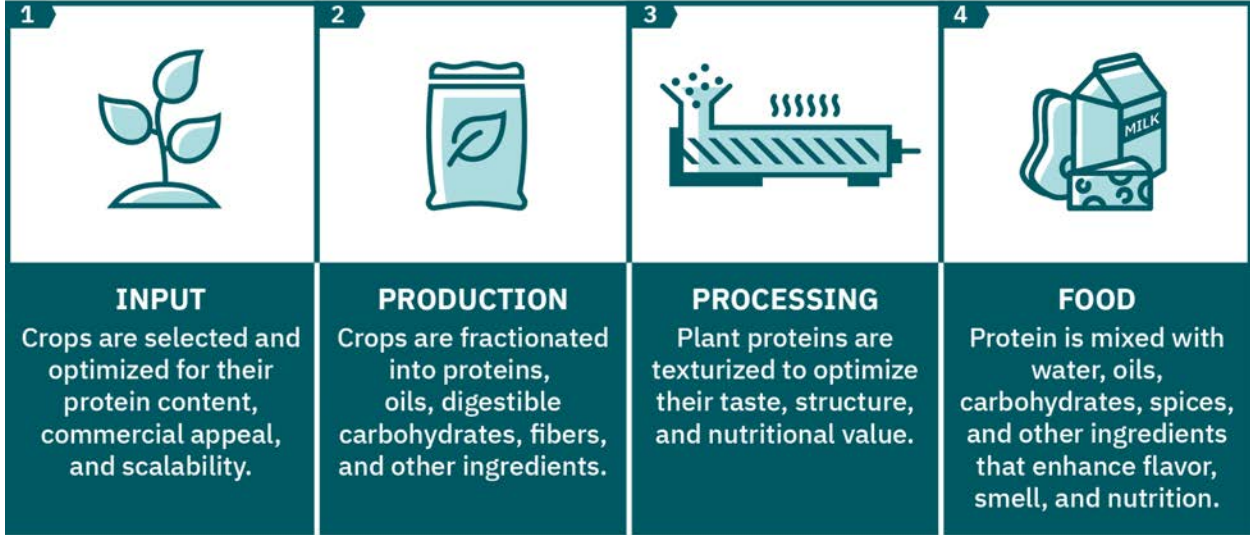 1
INPUT
Crops are selected and
optimized for their
protein content,
commercial appeal,
and scalability.
2
PRODUCTION
Crops are fractionated
into proteins,
oils, digestible
carbohydrates, fibers,
and other ingredients.
3
PROCESSING
Plant proteins are
texturized to optimize
their taste, structure,
and nutritional value.
4
MILK
FOOD
Protein is mixed with
water, oils,
carbohydrates, spices,
and other ingredients
that enhance flavor,
smell, and nutrition.